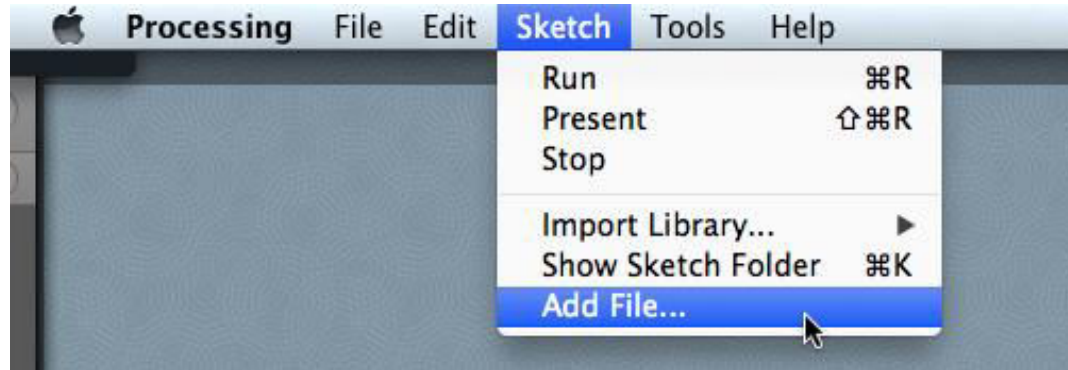 Processing File Edit Sketch Tools Help
Run ⌘R
Present ⇧⌘R
Stop
Import Library... ▶
Show Sketch Folder ⌘K
Add File...